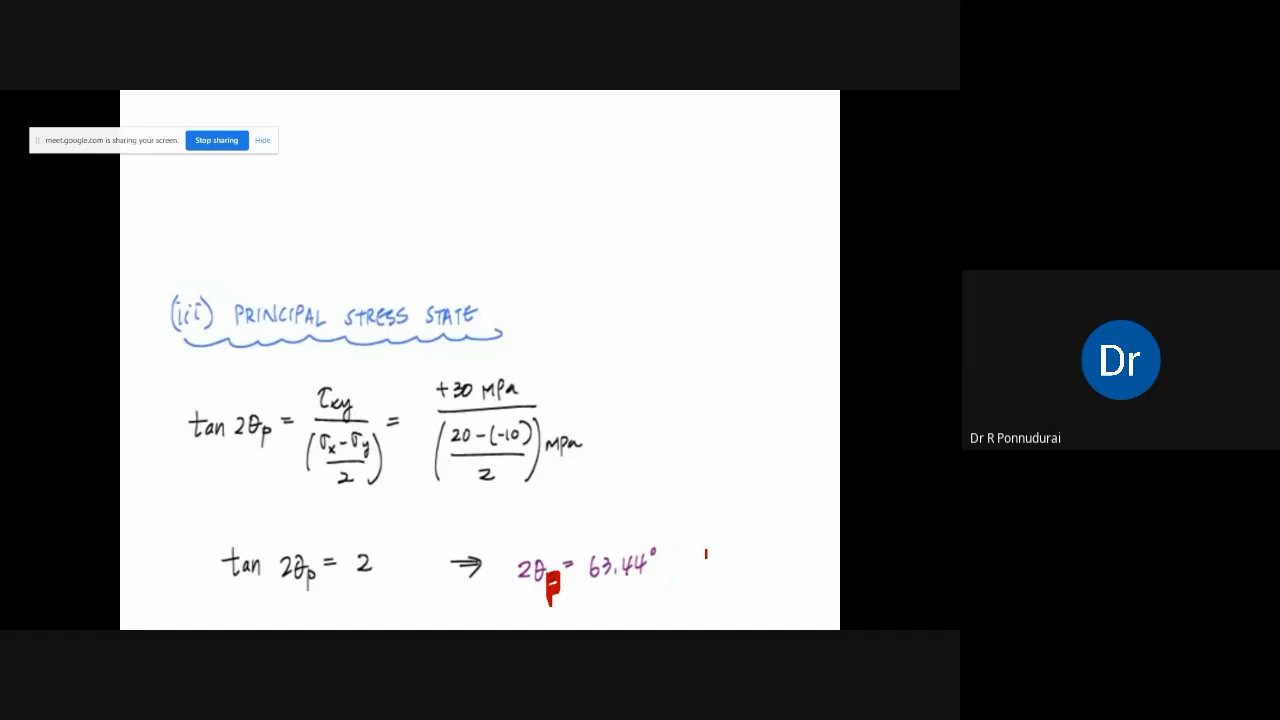 meet.google.com is sharing your screen. Stop sharing Hide
(iii) PRINCIPAL STRESS STATE
tan 2θp = τxy / ((σx - σy) / 2) = +30 MPa / ((20 - (-10)) / 2) MPa
tan 2θp = 2 ⇒ 2θp = 63.44°
Dr
Dr R Ponnudurai